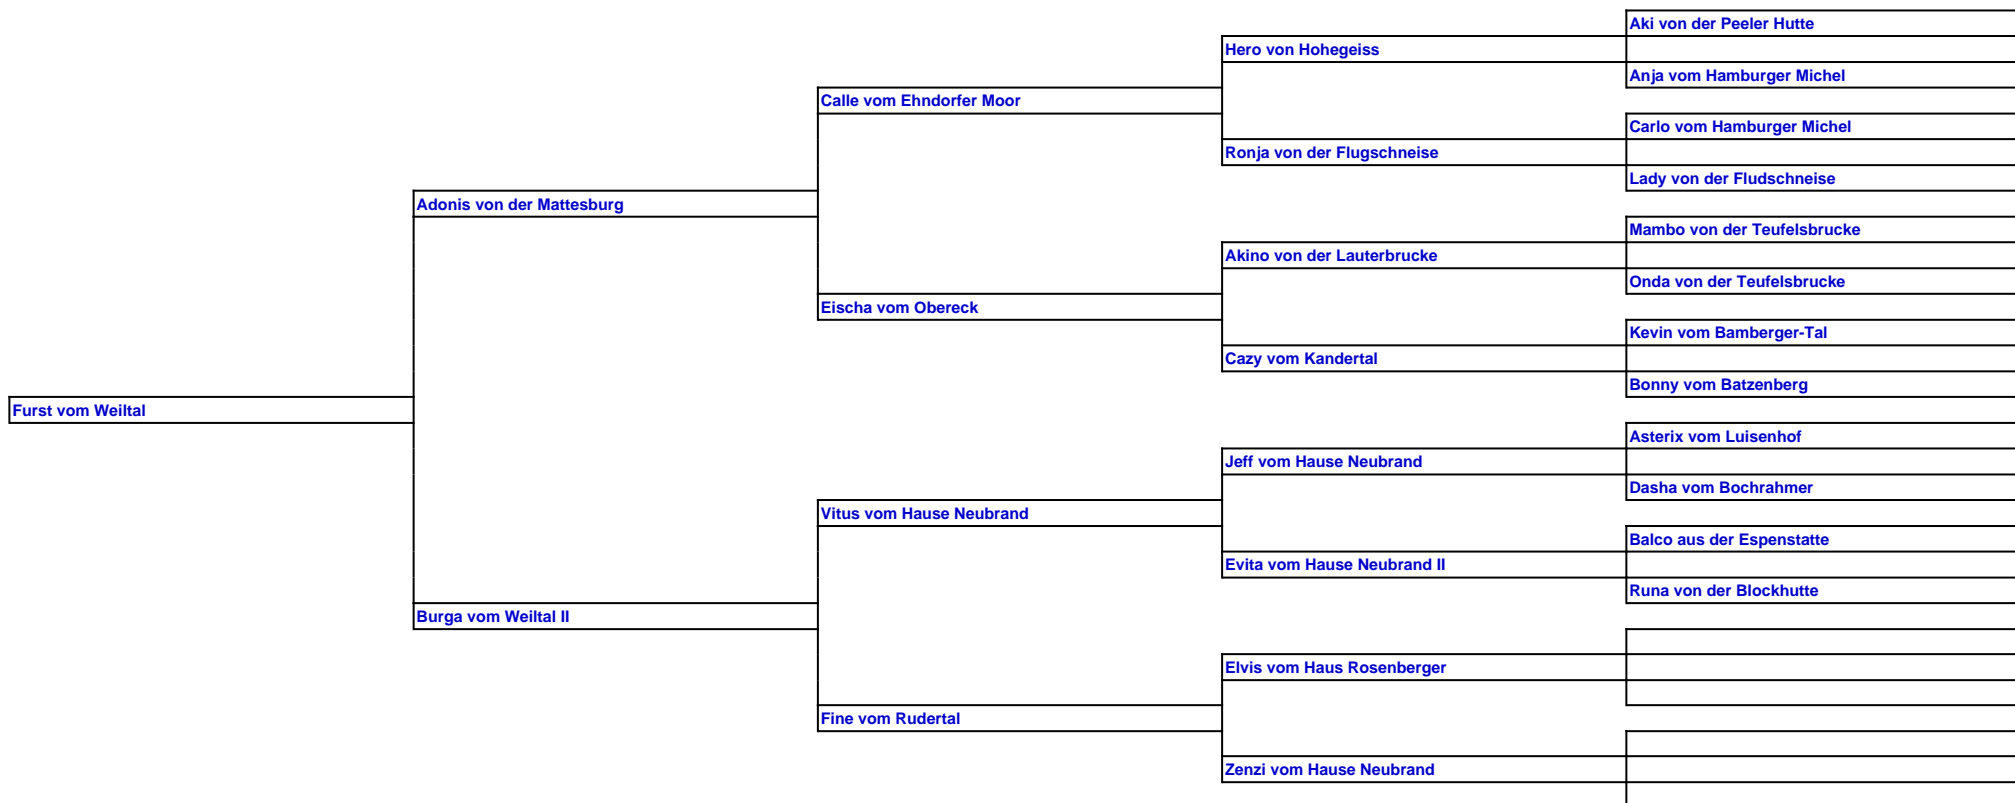 Aki von der Peeler Hutte
Hero von Hohegeiss
Anja vom Hamburger Michel
Calle vom Ehndorfer Moor
Carlo vom Hamburger Michel
Ronja von der Flugschneise
Lady von der Fludschneise
Adonis von der Mattesburg
Mambo von der Teufelsbrucke
Akino von der Lauterbrucke
Onda von der Teufelsbrucke
Eischa vom Obereck
Kevin vom Bamberger-Tal
Cazy vom Kandertal
Bonny vom Batzenberg
Furst vom Weiltal
Asterix vom Luisenhof
Jeff vom Hause Neubrand
Dasha vom Bochrahmer
Vitus vom Hause Neubrand
Balco aus der Espenstatte
Evita vom Hause Neubrand II
Runa von der Blockhutte
Burga vom Weiltal II
Elvis vom Haus Rosenberger
Fine vom Rudertal
Zenzi vom Hause Neubrand